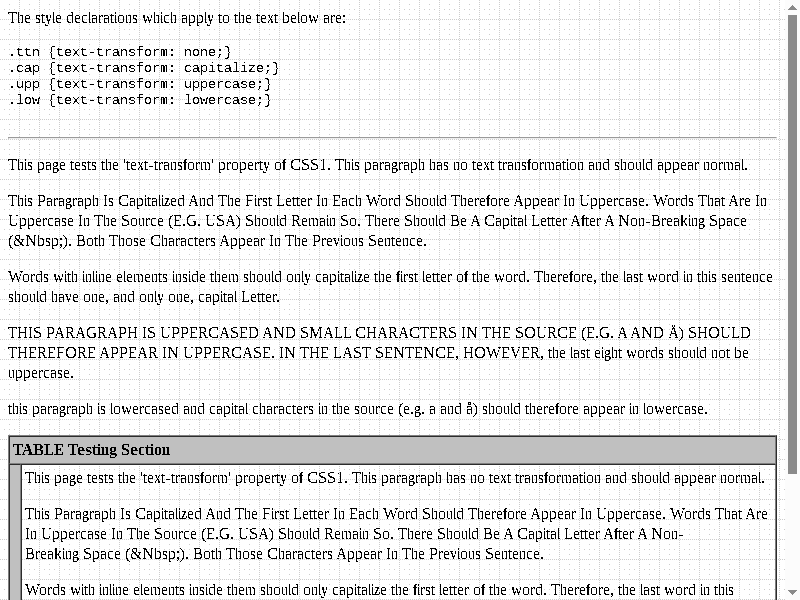 The style declarations which apply to the text below are:
.ttn {text-transform: none;}
.cap {text-transform: capitalize;}
.upp {text-transform: uppercase;}
.low {text-transform: lowercase;}
This page tests the 'text-transform' property of CSS1. This paragraph has no text transformation and should appear normal.
This Paragraph Is Capitalized And The First Letter In Each Word Should Therefore Appear In Uppercase. Words That Are In
Uppercase In The Source (E.G. USA) Should Remain So. There Should Be A Capital Letter After A Non-Breaking Space
(&Nbsp;). Both Those Characters Appear In The Previous Sentence.
Words with inline elements inside them should only capitalize the first letter of the word. Therefore, the last word in this sentence
should have one, and only one, capital Letter.
THIS PARAGRAPH IS UPPERCASED AND SMALL CHARACTERS IN THE SOURCE (E.G. A AND Å) SHOULD
THEREFORE APPEAR IN UPPERCASE. IN THE LAST SENTENCE, HOWEVER, the last eight words should not be
uppercase.
this paragraph is lowercased and capital characters in the source (e.g. a and å) should therefore appear in lowercase.
TABLE Testing Section
This page tests the 'text-transform' property of CSS1. This paragraph has no text transformation and should appear normal.
This Paragraph Is Capitalized And The First Letter In Each Word Should Therefore Appear In Uppercase. Words That Are
In Uppercase In The Source (E.G. USA) Should Remain So. There Should Be A Capital Letter After A Non-
Breaking Space (&Nbsp;). Both Those Characters Appear In The Previous Sentence.
Words with inline elements inside them should only capitalize the first letter of the word. Therefore, the last word in this